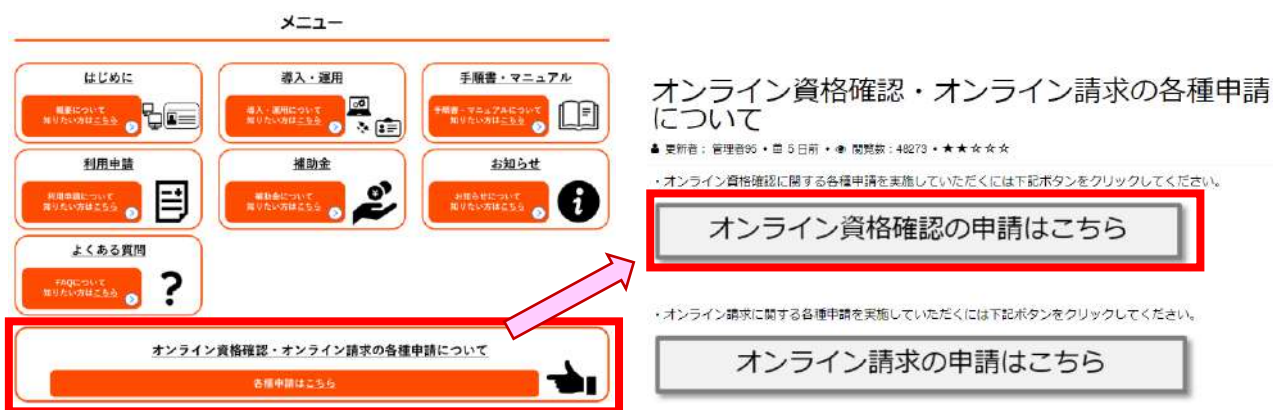 メニュー
はじめに
概要について
知りたい方はこちら
導入・運用
導入・運用について
知りたい方はこちら
手順書・マニュアル
手順書・マニュアルについて
知りたい方はこちら
利用申請
利用申請について
知りたい方はこちら
補助金
補助金について
知りたい方はこちら
お知らせ
お知らせについて
知りたい方はこちら
よくある質問
FAQについて
知りたい方はこちら
オンライン資格確認・オンライン請求の各種申請について
各種申請はこちら
オンライン資格確認・オンライン請求の各種申請
について
更新者: 管理者95 • 5 日前 • 閲覧数:48273 • ★★☆☆☆
・オンライン資格確認に関する各種申請を実施していただくには下記ボタンをクリックしてください。
オンライン資格確認の申請はこちら
・オンライン請求に関する各種申請を実施していただくには下記ボタンをクリックしてください。
オンライン請求の申請はこちら